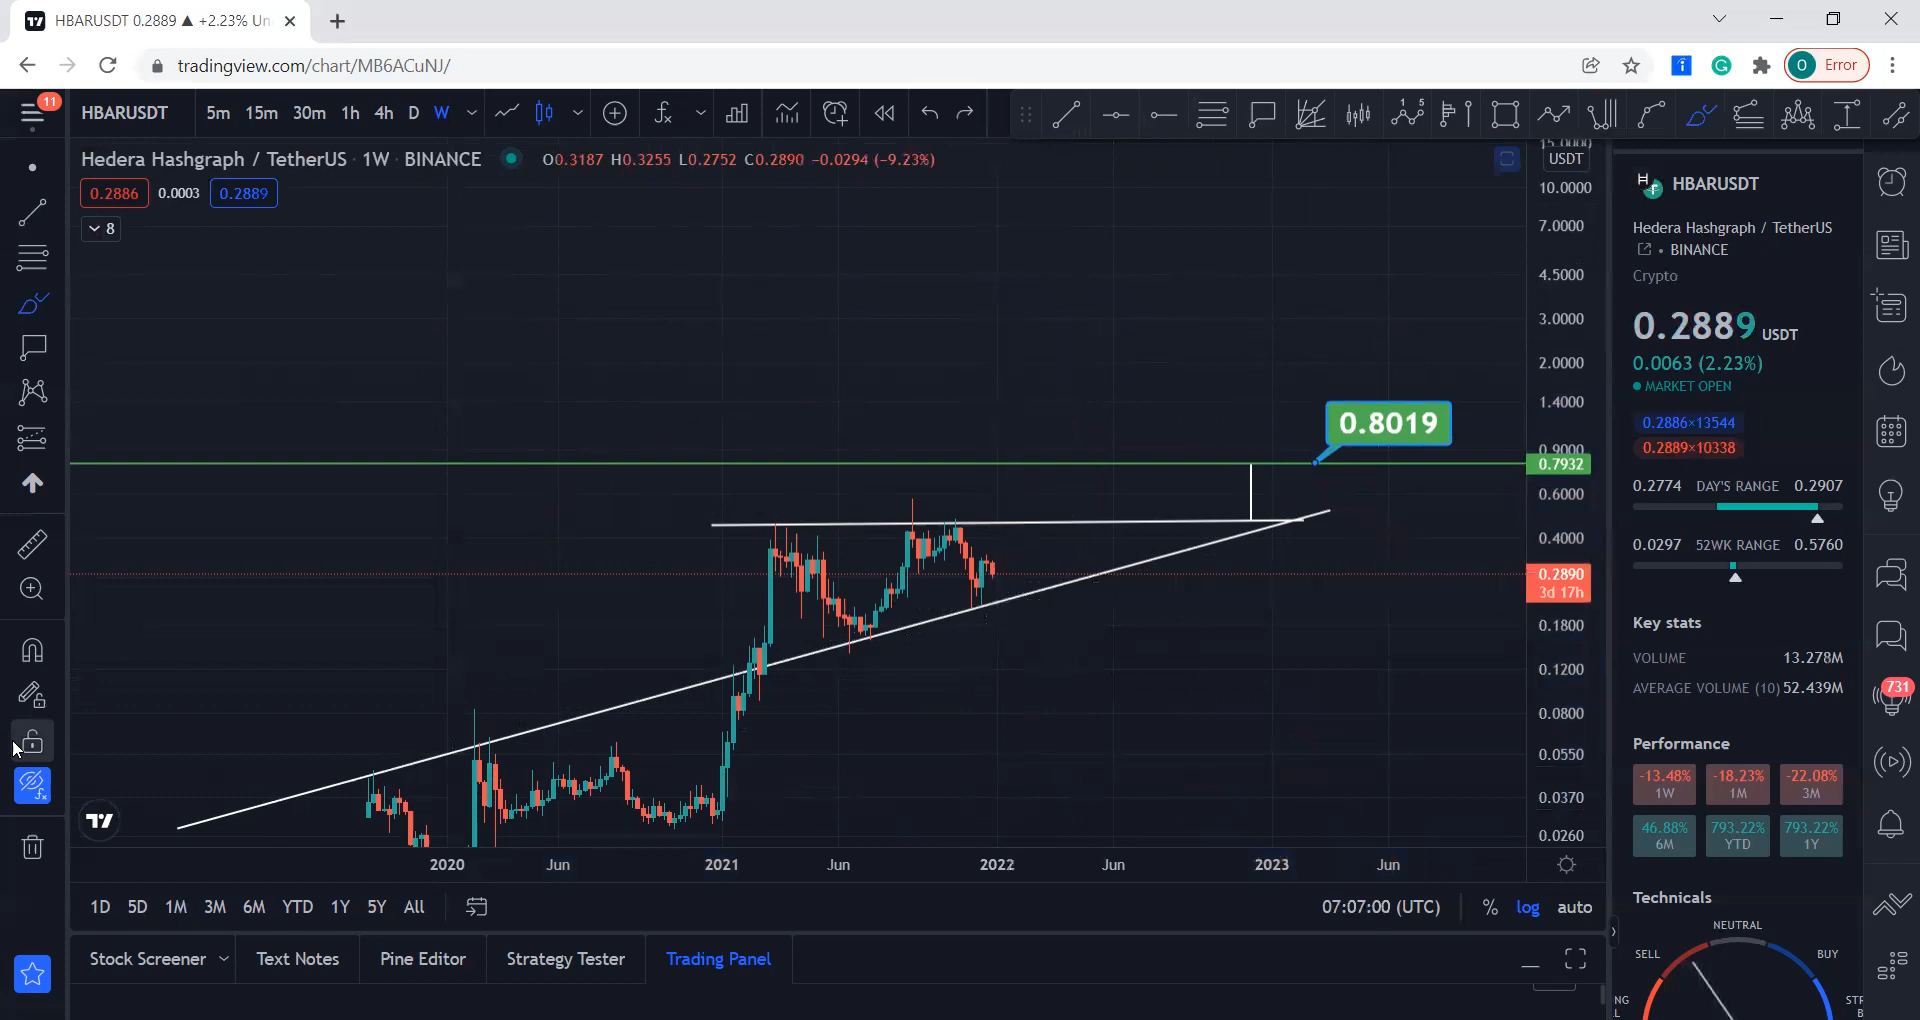 HBARUSDT 0.2889 ▲ +2.23% Un
tradingview.com/chart/MB6ACuNJ/
O Error
11
HBARUSDT 5m 15m 30m 1h 4h D W
Hedera Hashgraph / TetherUS · 1W · BINANCE O0.3187 H0.3255 L0.2752 C0.2890 -0.0294 (-9.23%)
0.2886 0.0003 0.2889
8
15.0000
USDT
10.0000
7.0000
4.5000
3.0000
2.0000
1.4000
0.8019
0.9000
0.7932
0.6000
0.4000
0.2890
3d 17h
0.1800
0.1200
0.0800
0.0550
0.0370
0.0260
2020 Jun 2021 Jun 2022 Jun 2023 Jun
1D 5D 1M 3M 6M YTD 1Y 5Y All
07:07:00 (UTC) % log auto
Stock Screener Text Notes Pine Editor Strategy Tester Trading Panel
HBARUSDT
Hedera Hashgraph / TetherUS
• BINANCE
Crypto
0.2889 USDT
0.0063 (2.23%)
MARKET OPEN
0.2886×13544
0.2889×10338
0.2774 DAY'S RANGE 0.2907
0.0297 52WK RANGE 0.5760
Key stats
VOLUME 13.278M
AVERAGE VOLUME (10) 52.439M
Performance
-13.48% -18.23% -22.08%
1W 1M 3M
46.88% 793.22% 793.22%
6M YTD 1Y
Technicals
NEUTRAL
SELL BUY
NG STR
L B
731